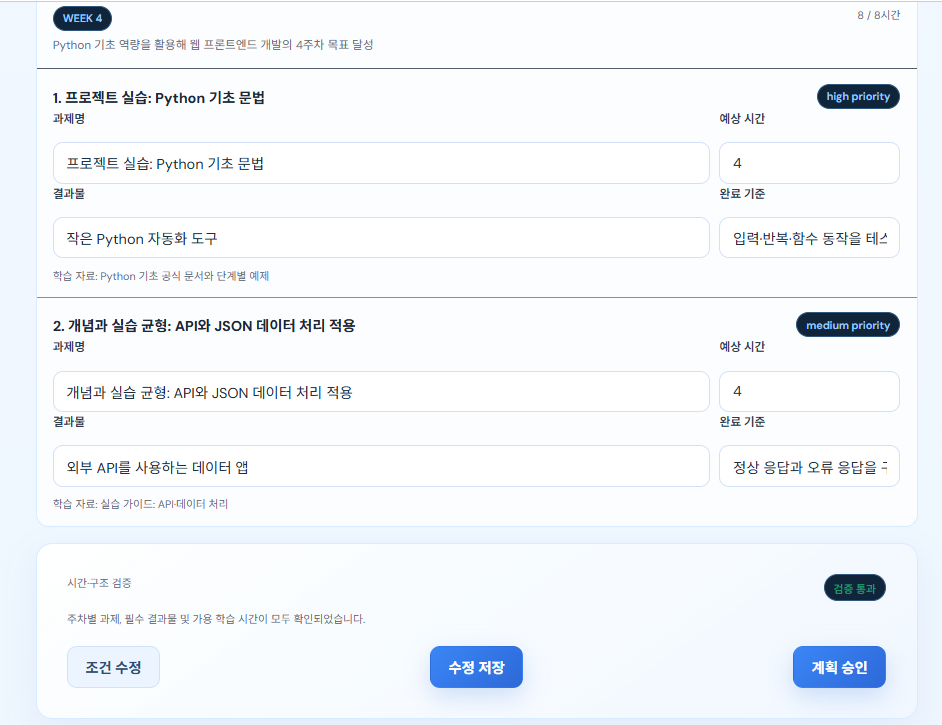 WEEK 4
8 / 8시간
Python 기초 역량을 활용해 웹 프론트엔드 개발의 4주차 목표 달성
1. 프로젝트 실습: Python 기초 문법
high priority
과제명
예상 시간
프로젝트 실습: Python 기초 문법
4
결과물
완료 기준
작은 Python 자동화 도구
입력·반복·함수 동작을 테스
학습 자료: Python 기초 공식 문서와 단계별 예제
2. 개념과 실습 균형: API와 JSON 데이터 처리 적용
medium priority
과제명
예상 시간
개념과 실습 균형: API와 JSON 데이터 처리 적용
4
결과물
완료 기준
외부 API를 사용하는 데이터 앱
정상 응답과 오류 응답을
학습 자료: 실습 가이드: API·데이터 처리
시간·구조 검증
검증 통과
주차별 과제, 필수 결과물 및 가용 학습 시간이 모두 확인되었습니다.
조건 수정
수정 저장
계획 승인